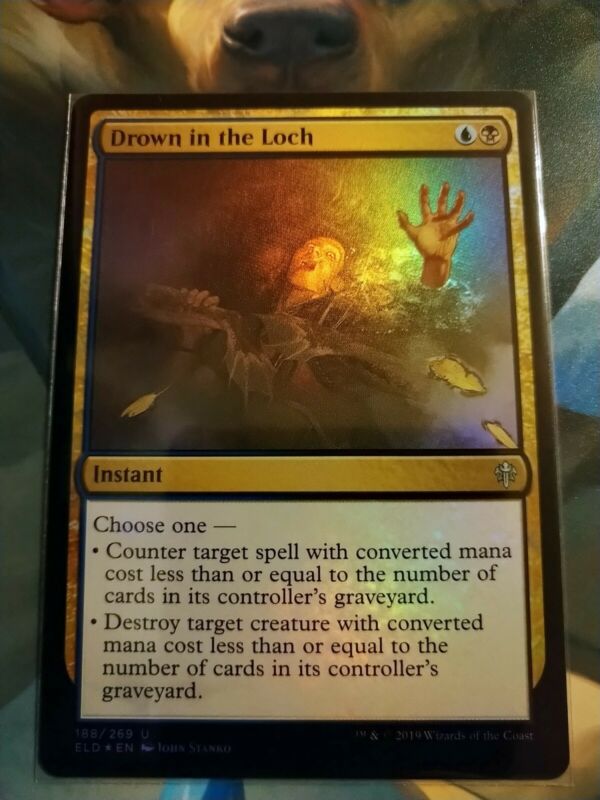 Drown in the Loch
Instant
Choose one —
• Counter target spell with converted mana
cost less than or equal to the number of
cards in its controller's graveyard.
• Destroy target creature with converted
mana cost less than or equal to the
number of cards in its controller's
graveyard.
188/269 U
™ & © 2019 Wizards of the Coast
ELD ★ EN John Stanko